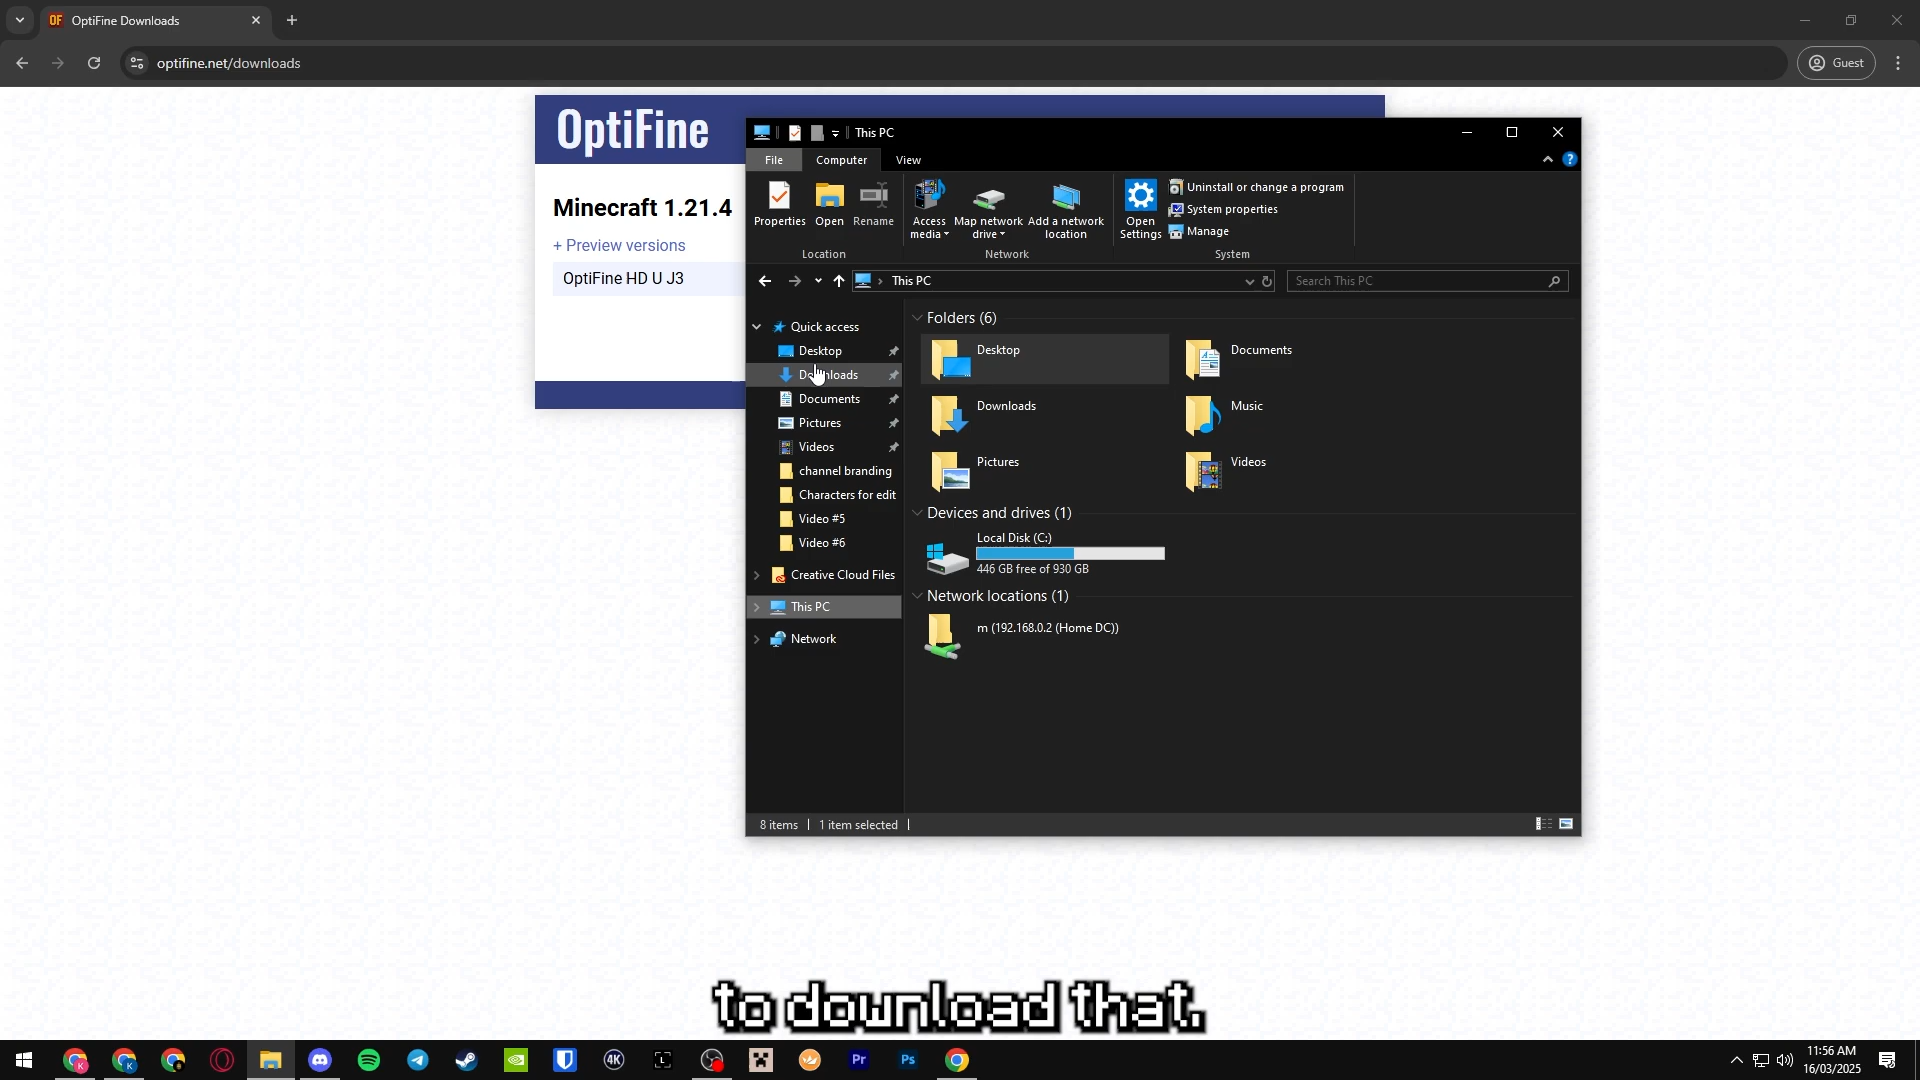 OF OptiFine Downloads
optifine.net/downloads
Guest
OptiFine
Minecraft 1.21.4
+ Preview versions
OptiFine HD U J3
This PC
File Computer View
Properties Open Rename
Access media
Map network drive
Add a network location
Open Settings
Uninstall or change a program
System properties
Manage
Location Network System
This PC
Search This PC
Quick access
Desktop
Downloads
Documents
Pictures
Videos
channel branding
Characters for edit
Video #5
Video #6
Creative Cloud Files
This PC
Network
Folders (6)
Desktop
Documents
Downloads
Music
Pictures
Videos
Devices and drives (1)
Local Disk (C:)
446 GB free of 930 GB
Network locations (1)
m (192.168.0.2 (Home DC))
8 items 1 item selected
to download that.
K K 4K L Pr Ps
11:56 AM
16/03/2025